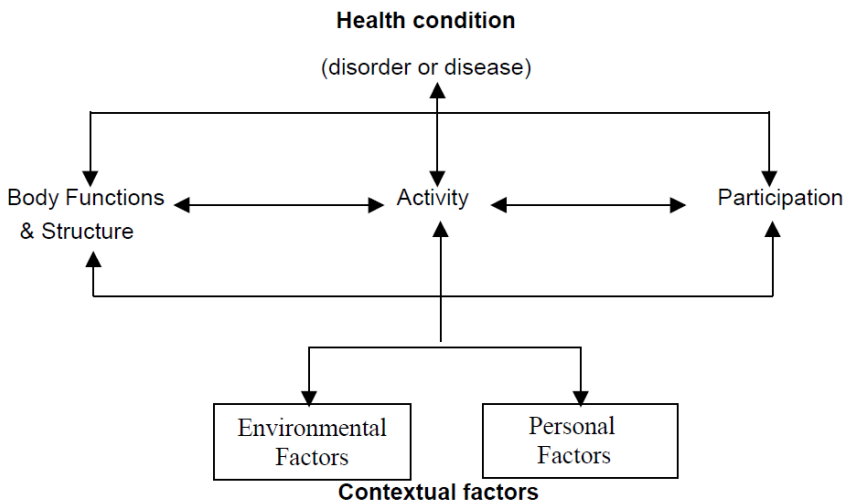 Health condition
(disorder or disease)
Body Functions
& Structure
Activity
Participation
Environmental
Factors
Personal
Factors
Contextual factors